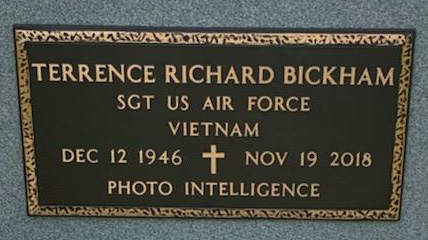 TERRENCE RICHARD BICKHAM
SGT US AIR FORCE
VIETNAM
DEC 12 1946 NOV 19 2018
PHOTO INTELLIGENCE